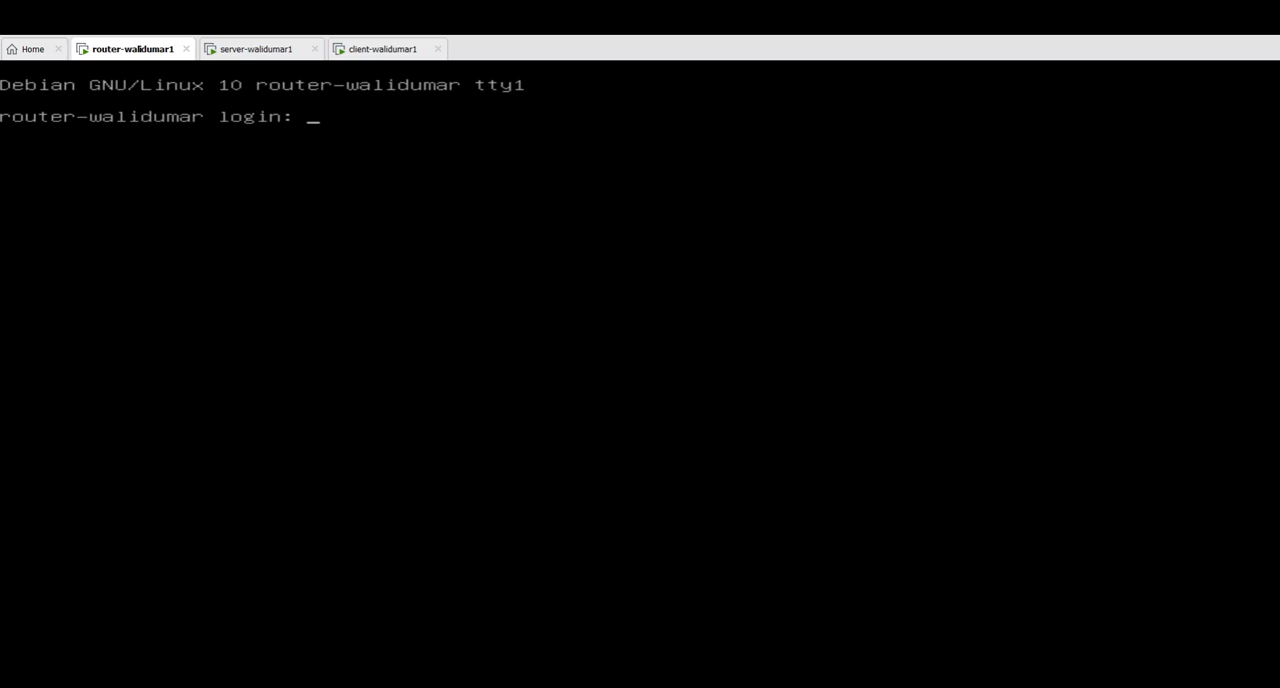 Home router-walidumar1 server-walidumar1 client-walidumar1
Debian GNU/Linux 10 router-walidumar tty1
router-walidumar login: _